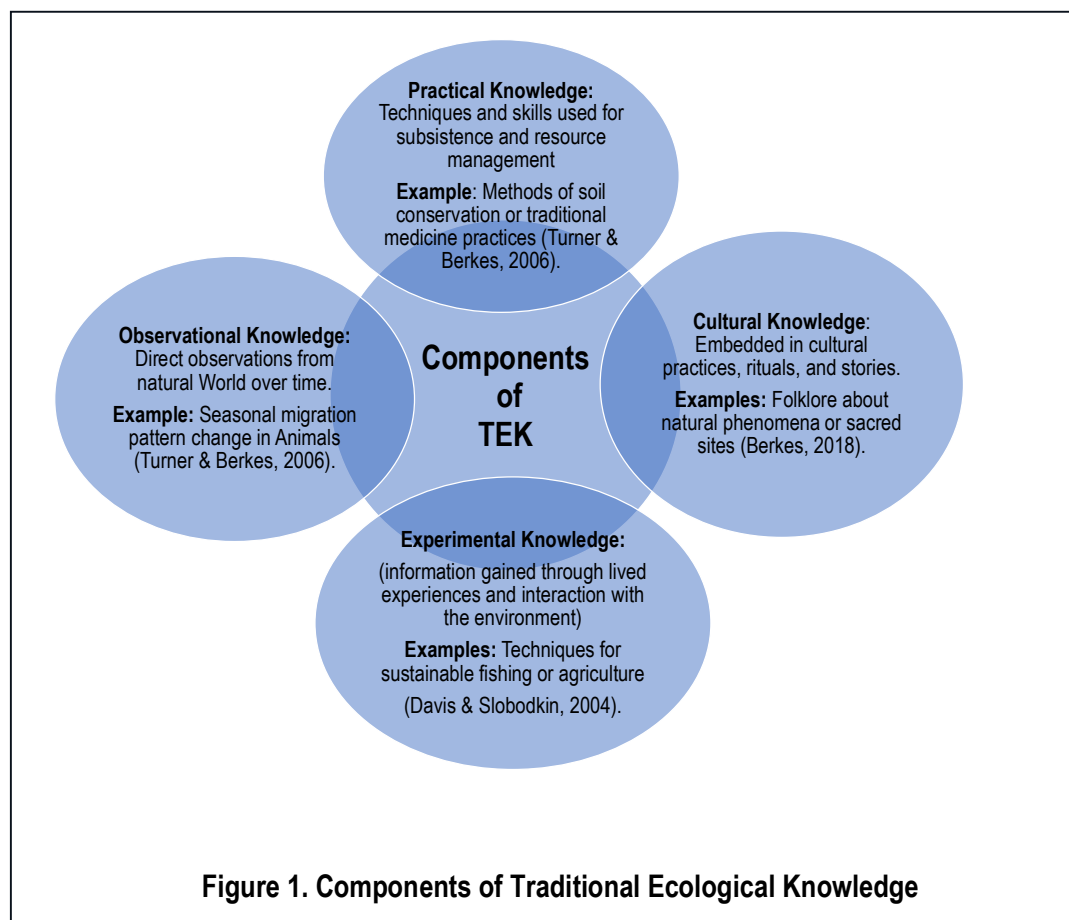 Practical Knowledge:
Techniques and skills used for
subsistence and resource
management
Example: Methods of soil
conservation or traditional
medicine practices (Turner &
Berkes, 2006).
Observational Knowledge:
Direct observations from
natural World over time.
Example: Seasonal migration
pattern change in Animals
(Turner & Berkes, 2006).
Components
of
TEK
Cultural Knowledge:
Embedded in cultural
practices, rituals, and stories.
Examples: Folklore about
natural phenomena or sacred
sites (Berkes, 2018).
Experimental Knowledge:
(information gained through lived
experiences and interaction with
the environment)
Examples: Techniques for
sustainable fishing or agriculture
(Davis & Slobodkin, 2004).
Figure 1. Components of Traditional Ecological Knowledge